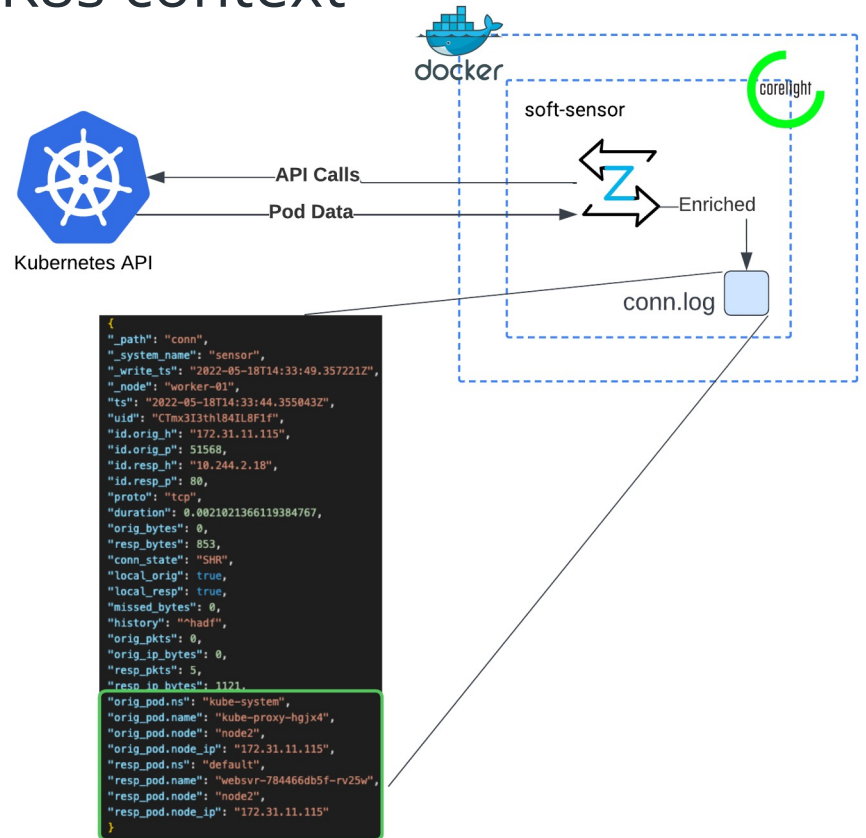 K8s context
docker
corelight
soft-sensor
API Calls
Pod Data
Enriched
Kubernetes API
conn.log
{
"_path": "conn",
"_system_name": "sensor",
"_write_ts": "2022-05-18T14:33:49.357221Z",
"_node": "worker-01",
"ts": "2022-05-18T14:33:44.355043Z",
"uid": "CTmx3I3thl84IL8F1f",
"id.orig_h": "172.31.11.115",
"id.orig_p": 51568,
"id.resp_h": "10.244.2.18",
"id.resp_p": 80,
"proto": "tcp",
"duration": 0.0021021366119384767,
"orig_bytes": 0,
"resp_bytes": 853,
"conn_state": "SHR",
"local_orig": true,
"local_resp": true,
"missed_bytes": 0,
"history": "^hadf",
"orig_pkts": 0,
"orig_ip_bytes": 0,
"resp_pkts": 5,
"resp_ip_bytes": 1121,
"orig_pod.ns": "kube-system",
"orig_pod.name": "kube-proxy-hgjx4",
"orig_pod.node": "node2",
"orig_pod.node_ip": "172.31.11.115",
"resp_pod.ns": "default",
"resp_pod.name": "websvr-784466db5f-rv25w",
"resp_pod.node": "node2",
"resp_pod.node_ip": "172.31.11.115"
}